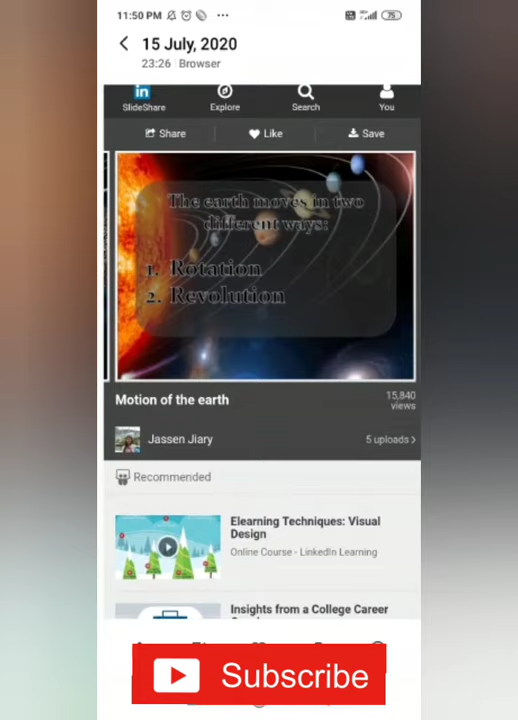 11:50 PM
75
15 July, 2020
23:26 Browser
in
SlideShare
Explore
Search
You
Share
Like
Save
The earth moves in two
different ways:
1. Rotation
2. Revolution
Motion of the earth
15,840
views
Jassen Jiary
5 uploads
Recommended
Elearning Techniques: Visual
Design
Online Course - LinkedIn Learning
Insights from a College Career
Subscribe